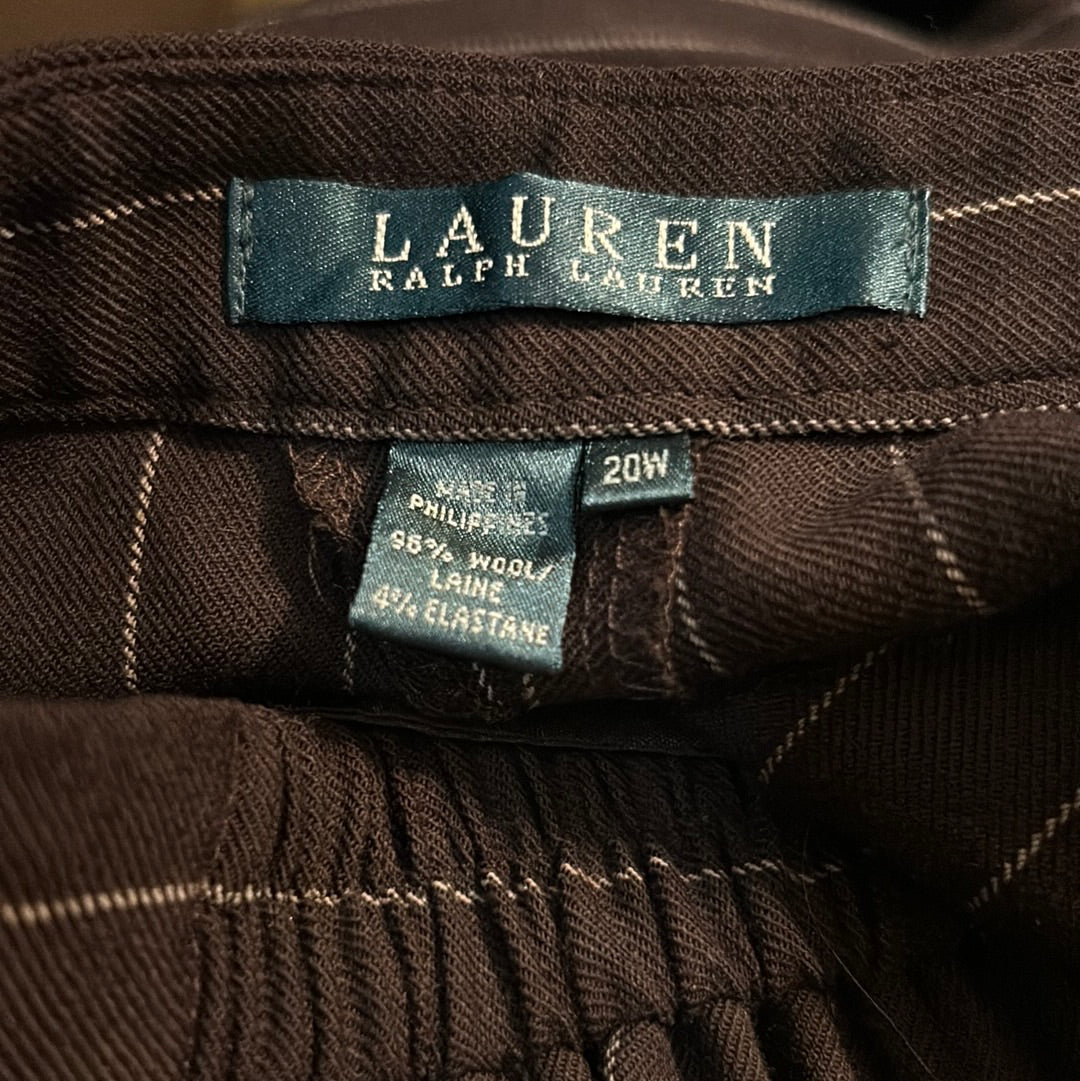 LAUREN
RALPH LAUREN
20W
MADE IN
PHILIPPINES
96% WOOL/
LAINE
4% ELASTANE